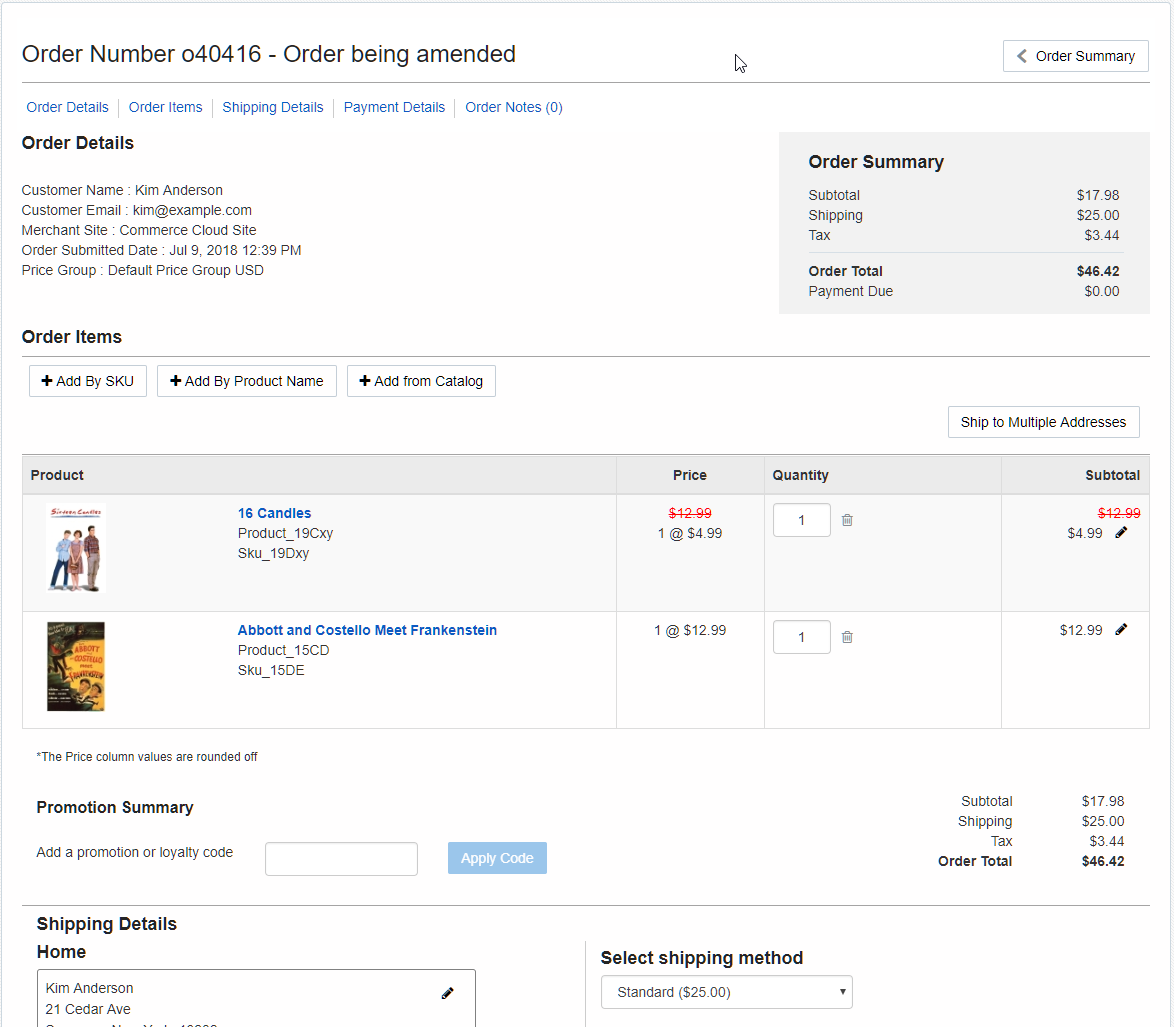 Order Number o40416 - Order being amended
Order Summary
Order Details
Order Items
Shipping Details
Payment Details
Order Notes (0)
Order Details
Customer Name : Kim Anderson
Customer Email : kim@example.com
Merchant Site : Commerce Cloud Site
Order Submitted Date : Jul 9, 2018 12:39 PM
Price Group : Default Price Group USD
Order Summary
Subtotal $17.98
Shipping $25.00
Tax $3.44
Order Total $46.42
Payment Due $0.00
Order Items
Add By SKU
Add By Product Name
Add from Catalog
Ship to Multiple Addresses
Product Price Quantity Subtotal
Sixteen Candles
16 Candles $12.99 1 $12.99
Product_19Cxy 1 @ $4.99 $4.99
Sku_19Dxy
ABBOTT
COSTELLO
MEET
FRANKENSTEIN
Abbott and Costello Meet Frankenstein 1 @ $12.99 1 $12.99
Product_15CD
Sku_15DE
*The Price column values are rounded off
Promotion Summary
Add a promotion or loyalty code
Apply Code
Subtotal $17.98
Shipping $25.00
Tax $3.44
Order Total $46.42
Shipping Details
Home
Kim Anderson
21 Cedar Ave
Select shipping method
Standard ($25.00)